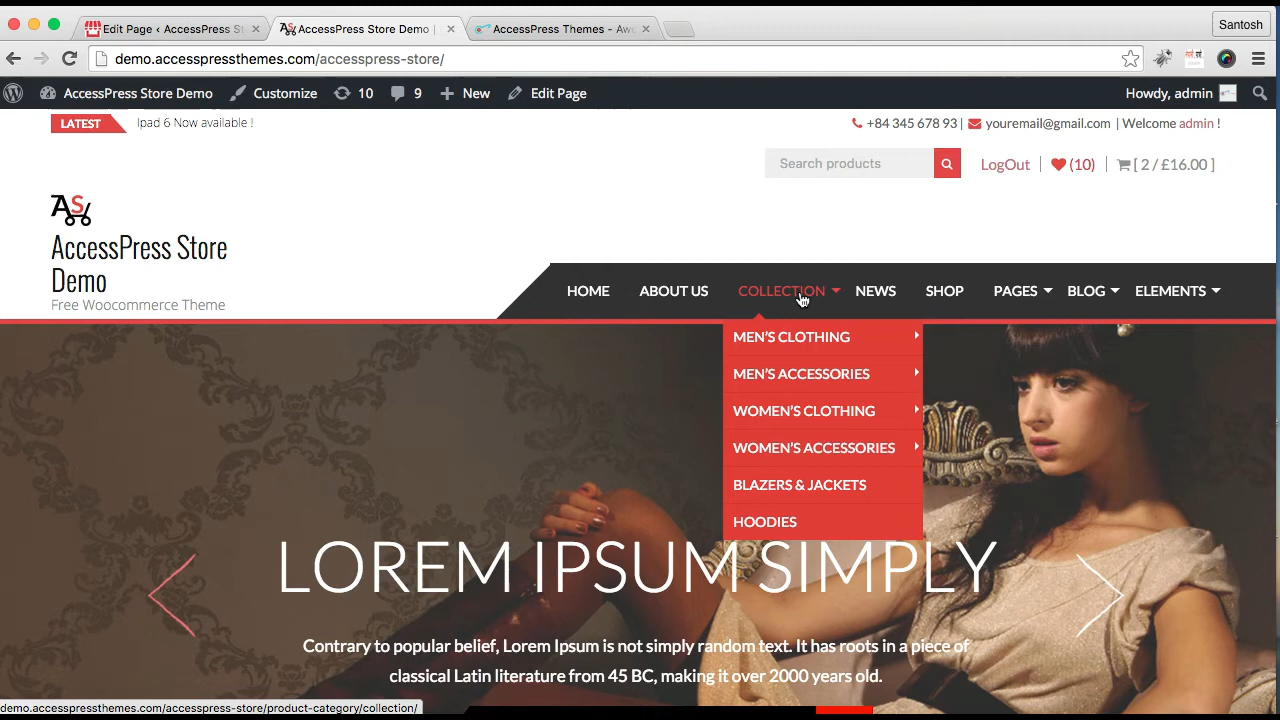 Edit Page ‹ AccessPress St
AccessPress Store Demo |
AccessPress Themes - Awe
Santosh
demo.accesspressthemes.com/accesspress-store/
AccessPress Store Demo
Customize
10
9
New
Edit Page
Howdy, admin
LATEST
Ipad 6 Now available !
+84 345 678 93 |
youremail@gmail.com
| Welcome admin !
Search products
LogOut
(10)
[ 2 / £16.00 ]
AS
AccessPress Store
Demo
Free Woocommerce Theme
HOME
ABOUT US
COLLECTION
NEWS
SHOP
PAGES
BLOG
ELEMENTS
MEN'S CLOTHING
MEN'S ACCESSORIES
WOMEN'S CLOTHING
WOMEN'S ACCESSORIES
BLAZERS & JACKETS
HOODIES
LOREM IPSUM SIMPLY
Contrary to popular belief, Lorem Ipsum is not simply random text. It has roots in a piece of
classical Latin literature from 45 BC, making it over 2000 years old.
demo.accesspressthemes.com/accesspress-store/product-category/collection/